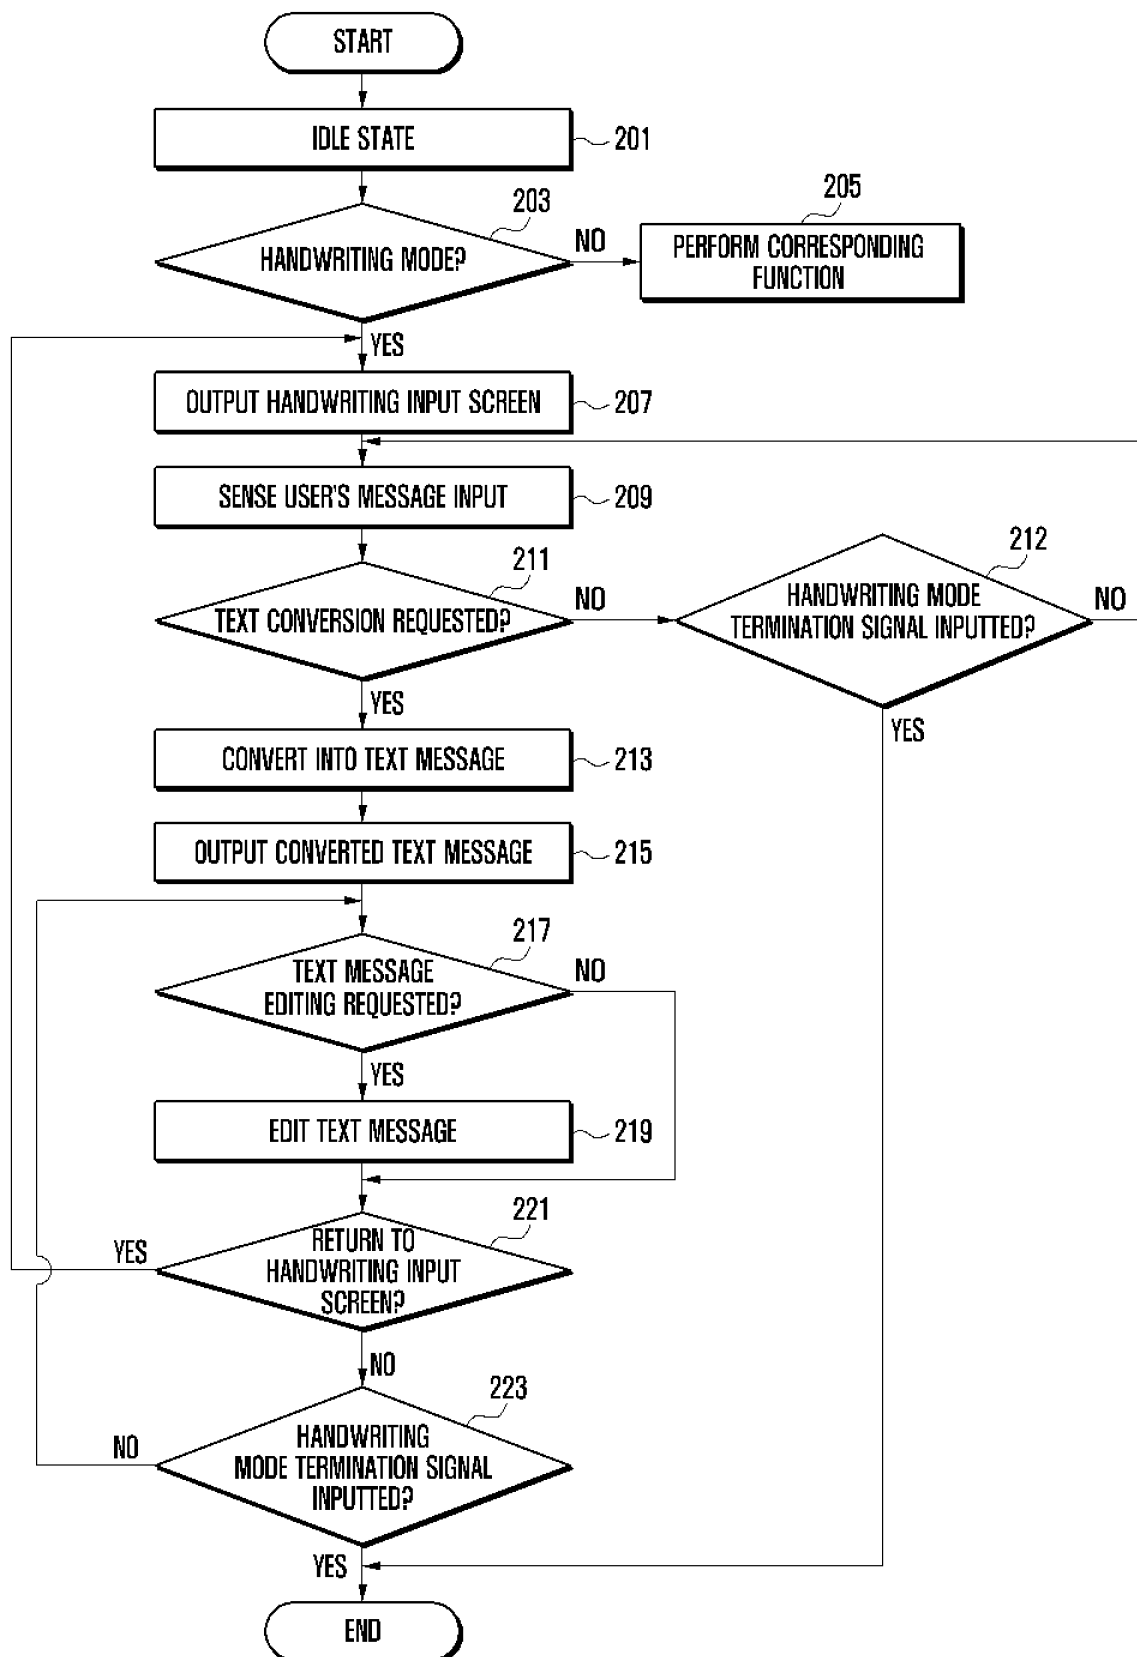 START
IDLE STATE
201
203
HANDWRITING MODE?
NO
205
PERFORM CORRESPONDING
FUNCTION
YES
OUTPUT HANDWRITING INPUT SCREEN
207
SENSE USER'S MESSAGE INPUT
209
211
TEXT CONVERSION REQUESTED?
NO
212
HANDWRITING MODE
TERMINATION SIGNAL INPUTTED?
NO
YES
YES
CONVERT INTO TEXT MESSAGE
213
OUTPUT CONVERTED TEXT MESSAGE
215
217
TEXT MESSAGE
EDITING REQUESTED?
NO
YES
EDIT TEXT MESSAGE
219
221
RETURN TO
HANDWRITING INPUT
SCREEN?
YES
NO
223
HANDWRITING
MODE TERMINATION SIGNAL
INPUTTED?
NO
YES
END